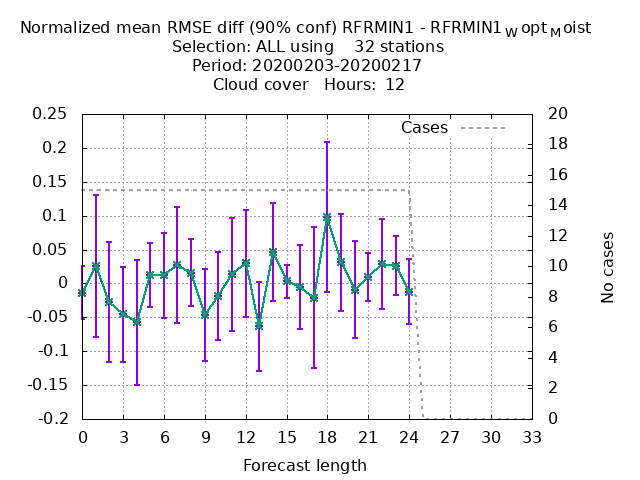 Normalized mean RMSE diff (90% conf) RFRMIN1 - RFRMIN1WoptMoist
Selection: ALL using    32 stations
Period: 20200203-20200217
Cloud cover   Hours:  12
Cases
0.25
0.2
0.15
0.1
0.05
0
-0.05
-0.1
-0.15
-0.2
20
18
16
14
12
10
8
6
4
2
0
No cases
0 3 6 9 12 15 18 21 24 27 30 33
Forecast length